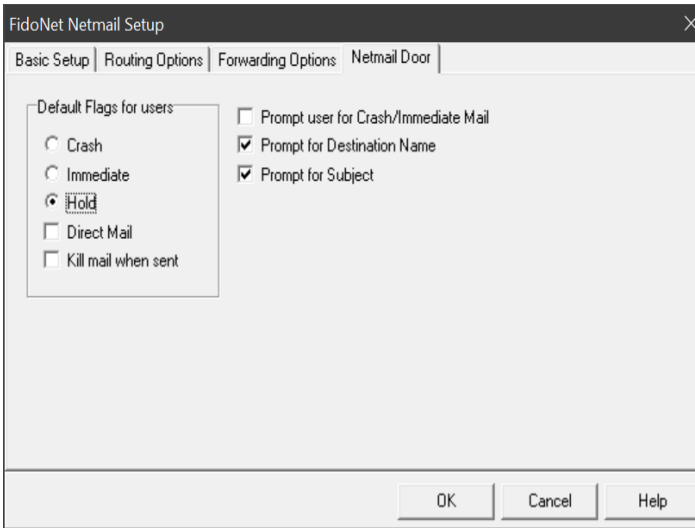 FidoNet Netmail Setup
Basic Setup Routing Options Forwarding Options Netmail Door
Default Flags for users
Crash
Immediate
Hold
Direct Mail
Kill mail when sent
Prompt user for Crash/Immediate Mail
Prompt for Destination Name
Prompt for Subject
OK Cancel Help